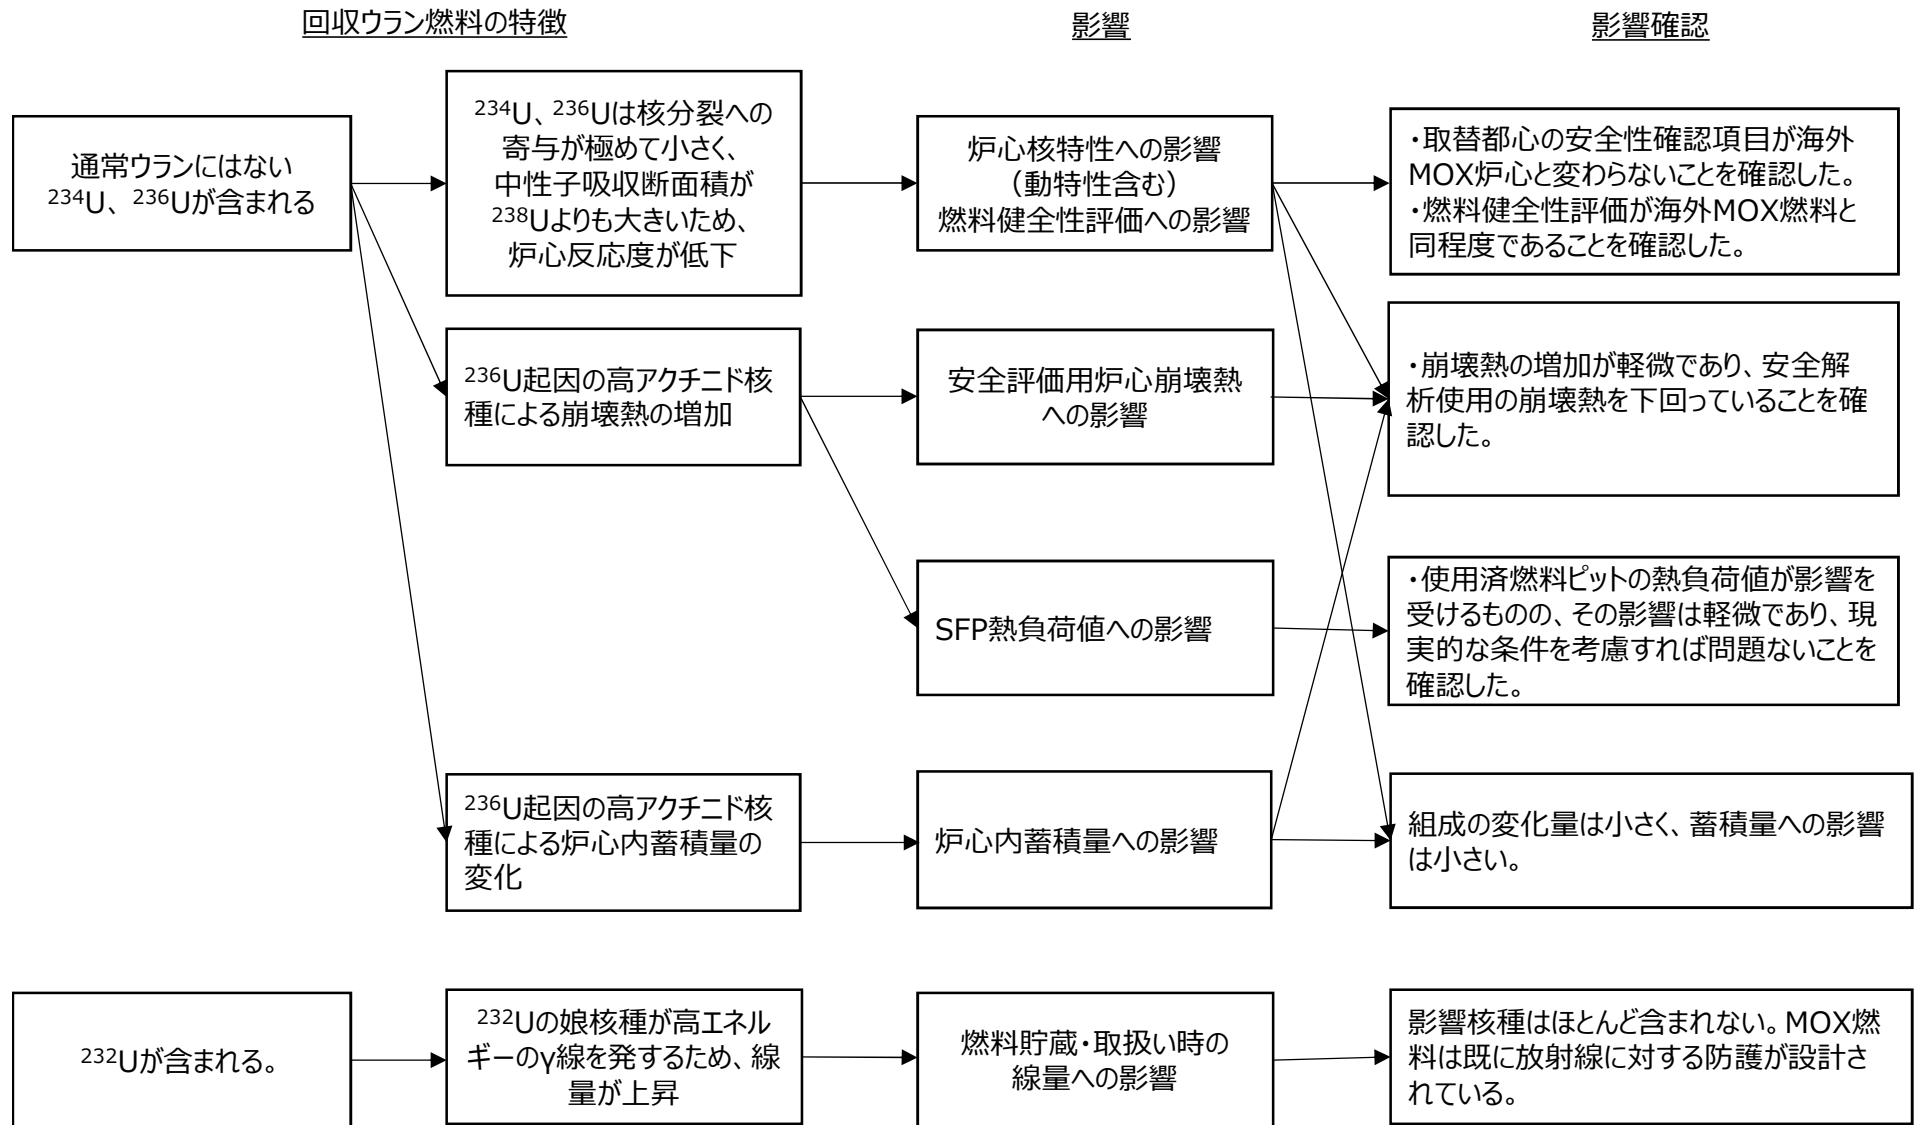 回収ウラン燃料の特徴
影響
影響確認
通常ウランにはない
²³⁴U、²³⁶Uが含まれる
²³⁴U、²³⁶Uは核分裂への
寄与が極めて小さく、
中性子吸収断面積が
²³⁸Uよりも大きいため、
炉心反応度が低下
炉心核特性への影響
（動特性含む）
燃料健全性評価への影響
・取替都心の安全性確認項目が海外
MOX炉心と変わらないことを確認した。
・燃料健全性評価が海外MOX燃料と
同程度であることを確認した。
²³⁶U起因の高アクチニド核
種による崩壊熱の増加
安全評価用炉心崩壊熱
への影響
・崩壊熱の増加が軽微であり、安全解
析使用の崩壊熱を下回っていることを確
認した。
SFP熱負荷値への影響
・使用済燃料ピットの熱負荷値が影響を
受けるものの、その影響は軽微であり、現
実的な条件を考慮すれば問題ないことを
確認した。
²³⁶U起因の高アクチニド核
種による炉心内蓄積量の
変化
炉心内蓄積量への影響
組成の変化量は小さく、蓄積量への影響
は小さい。
²³²Uが含まれる。
²³²Uの娘核種が高エネル
ギーのγ線を発するため、線
量が上昇
燃料貯蔵・取扱い時の
線量への影響
影響核種はほとんど含まれない。MOX燃
料は既に放射線に対する防護が設計さ
れている。